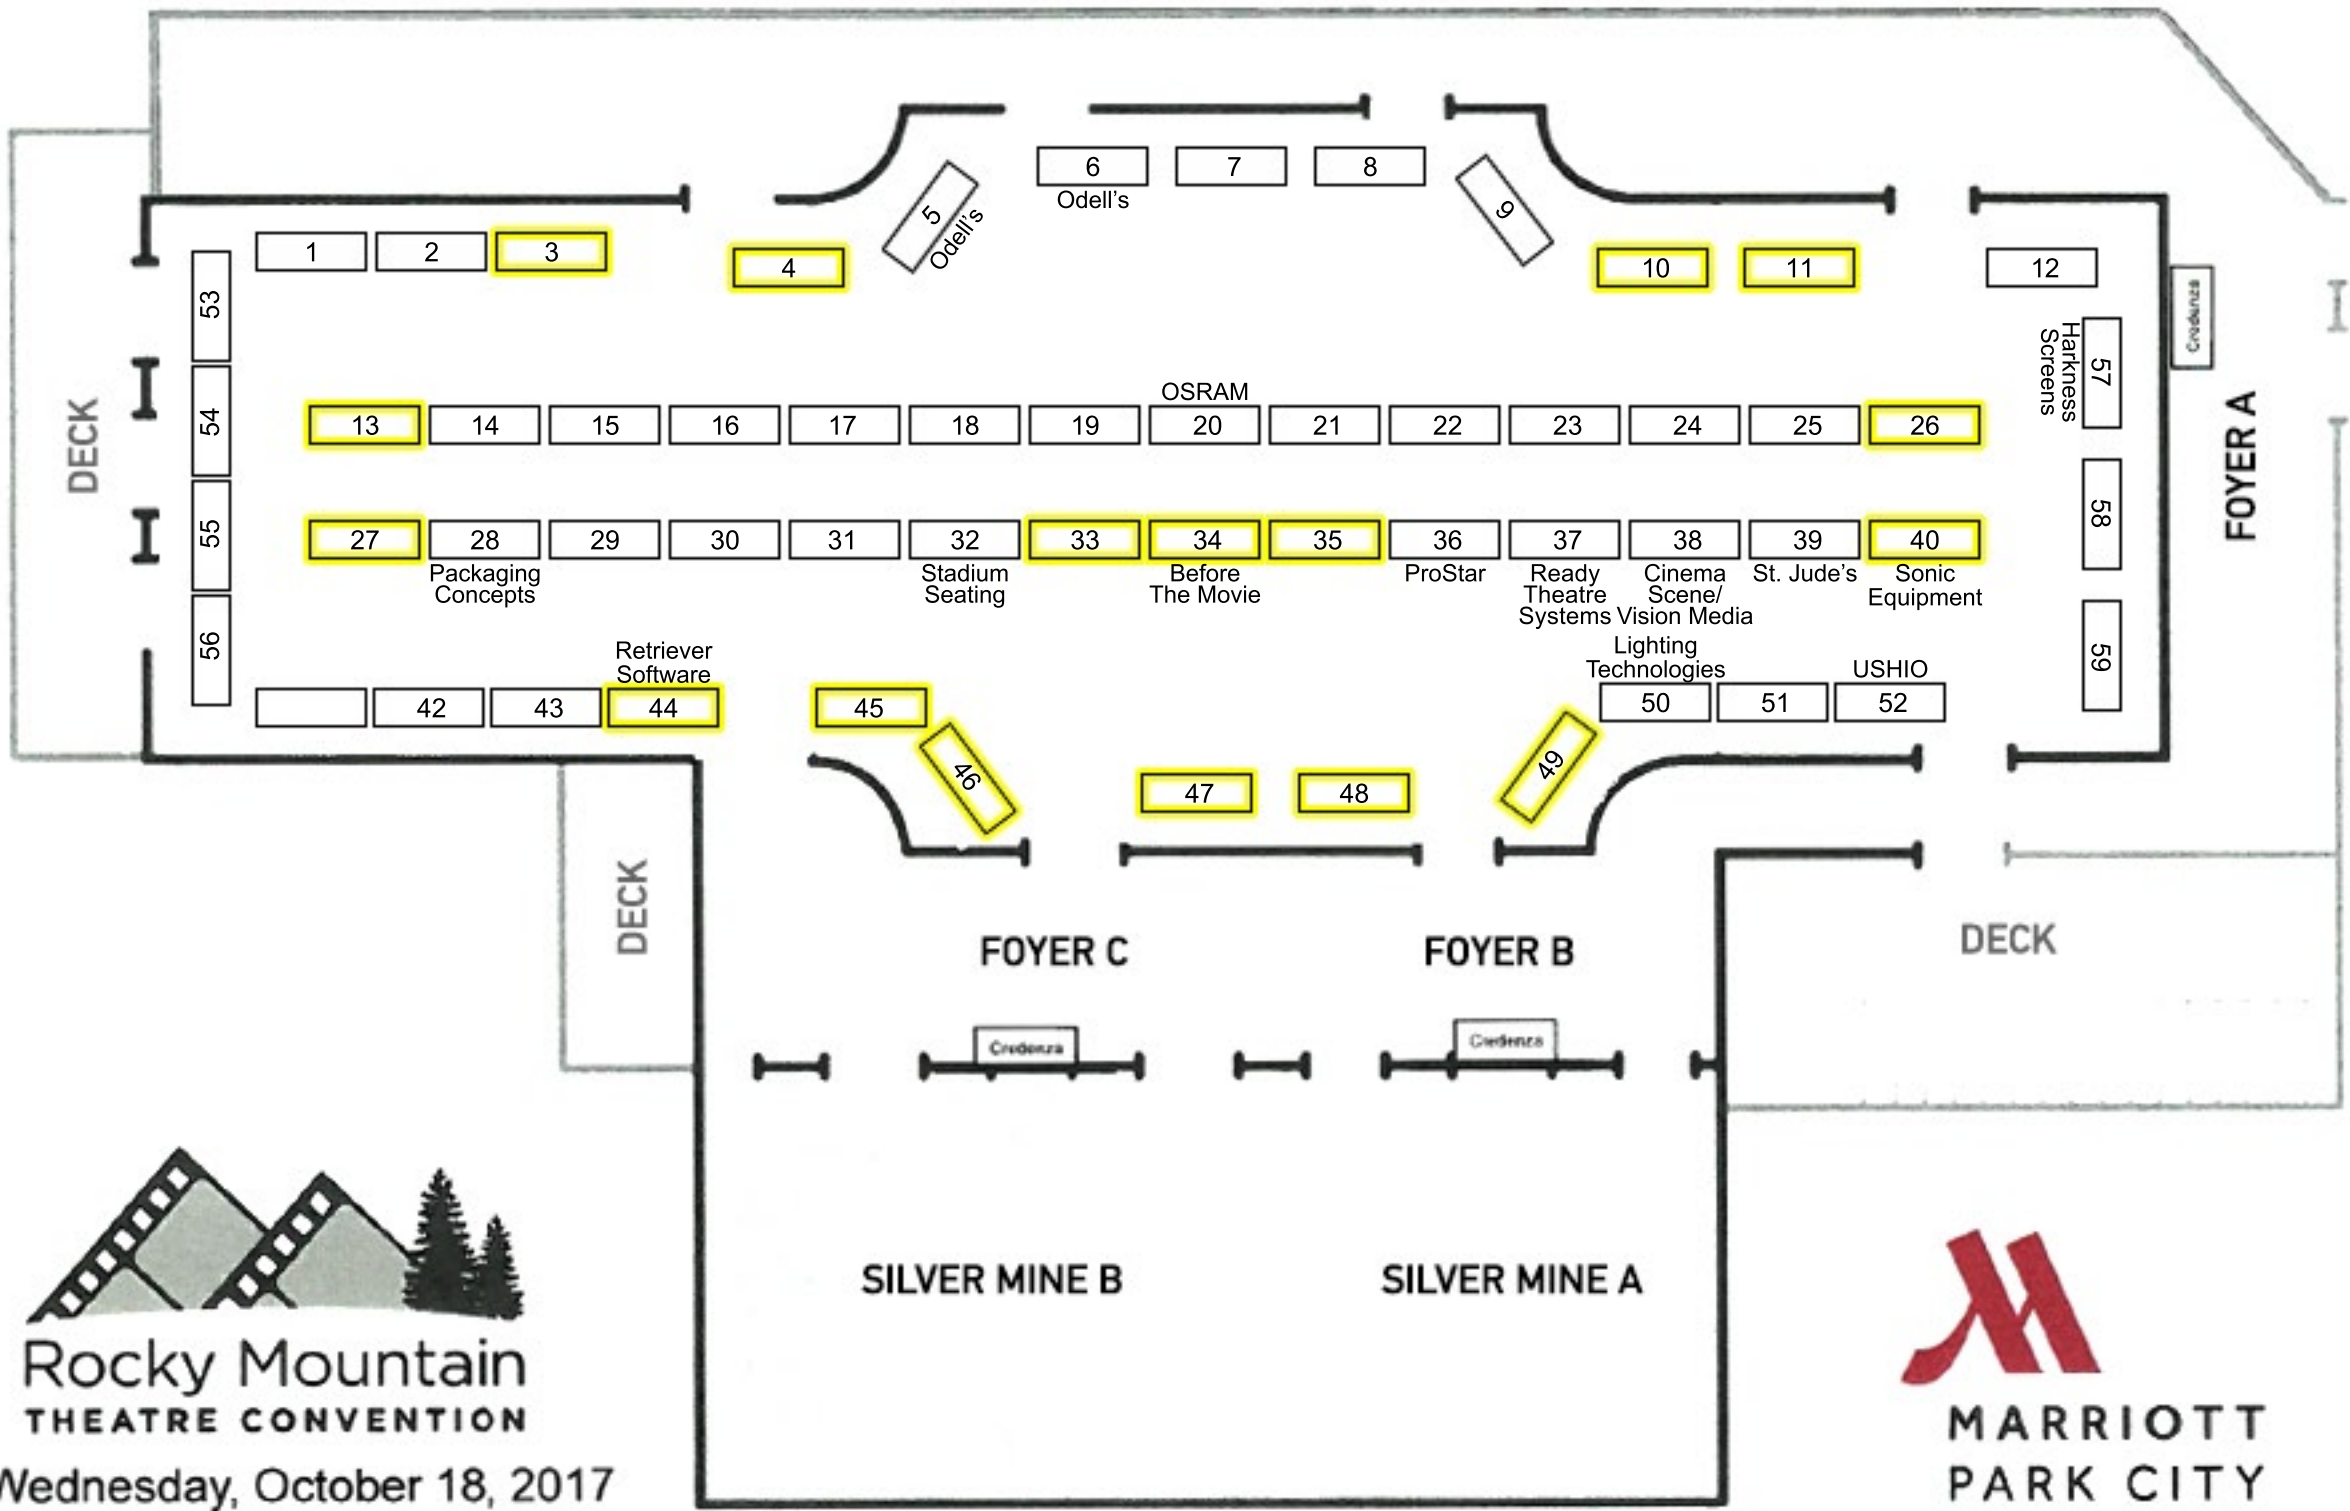 6
7
8
Odell's
5
Odell's
9
1
2
3
4
10
11
12
53
54
55
56
Harkness
Screens
57
58
59
Credenza
FOYER A
DECK
OSRAM
13
14
15
16
17
18
19
20
21
22
23
24
25
26
27
28
29
30
31
32
33
34
35
36
37
38
39
40
Packaging
Concepts
Stadium
Seating
Before
The Movie
ProStar
Ready
Theatre
Systems
Cinema
Scene/
Vision Media
St. Jude's
Sonic
Equipment
Retriever
Software
42
43
44
45
46
47
48
49
Lighting
Technologies
USHIO
50
51
52
DECK
FOYER C
FOYER B
DECK
Credenza
Credenza
SILVER MINE B
SILVER MINE A
Rocky Mountain
THEATRE CONVENTION
Wednesday, October 18, 2017
MARRIOTT
PARK CITY